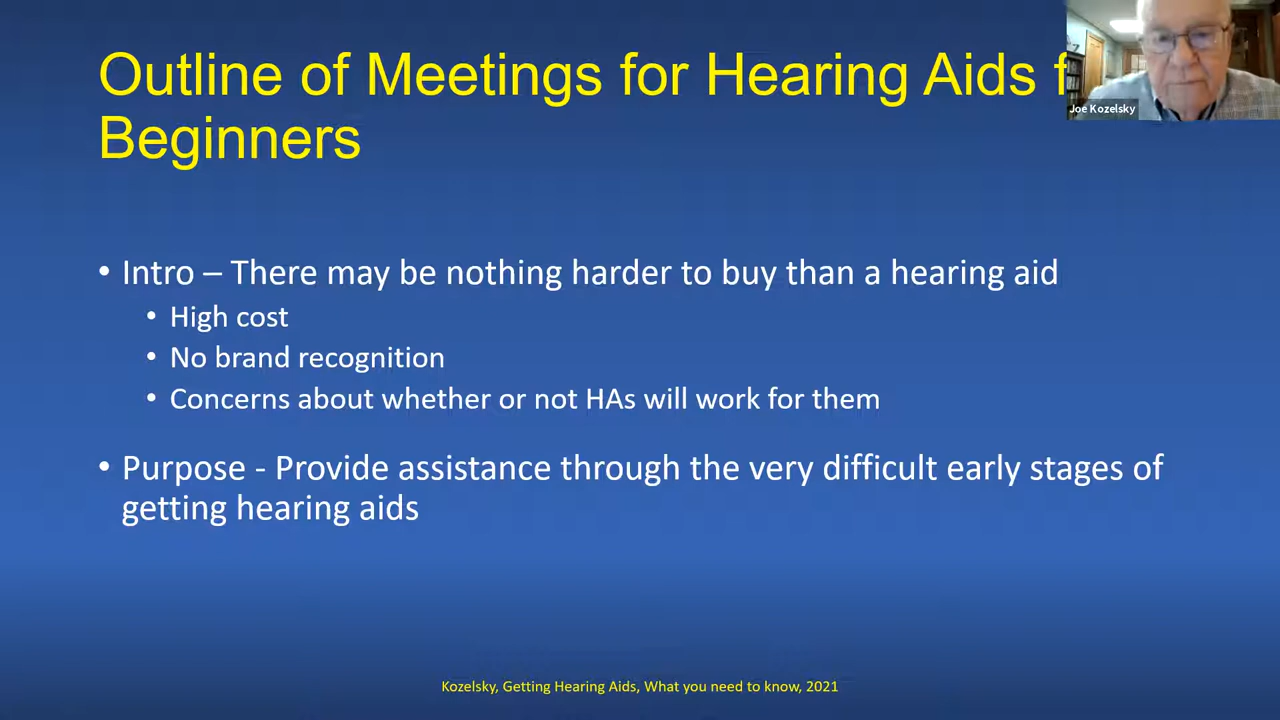 Outline of Meetings for Hearing Aids f
Beginners
Joe Kozelsky
• Intro – There may be nothing harder to buy than a hearing aid
• High cost
• No brand recognition
• Concerns about whether or not HAs will work for them
• Purpose - Provide assistance through the very difficult early stages of
getting hearing aids
Kozelsky, Getting Hearing Aids, What you need to know, 2021